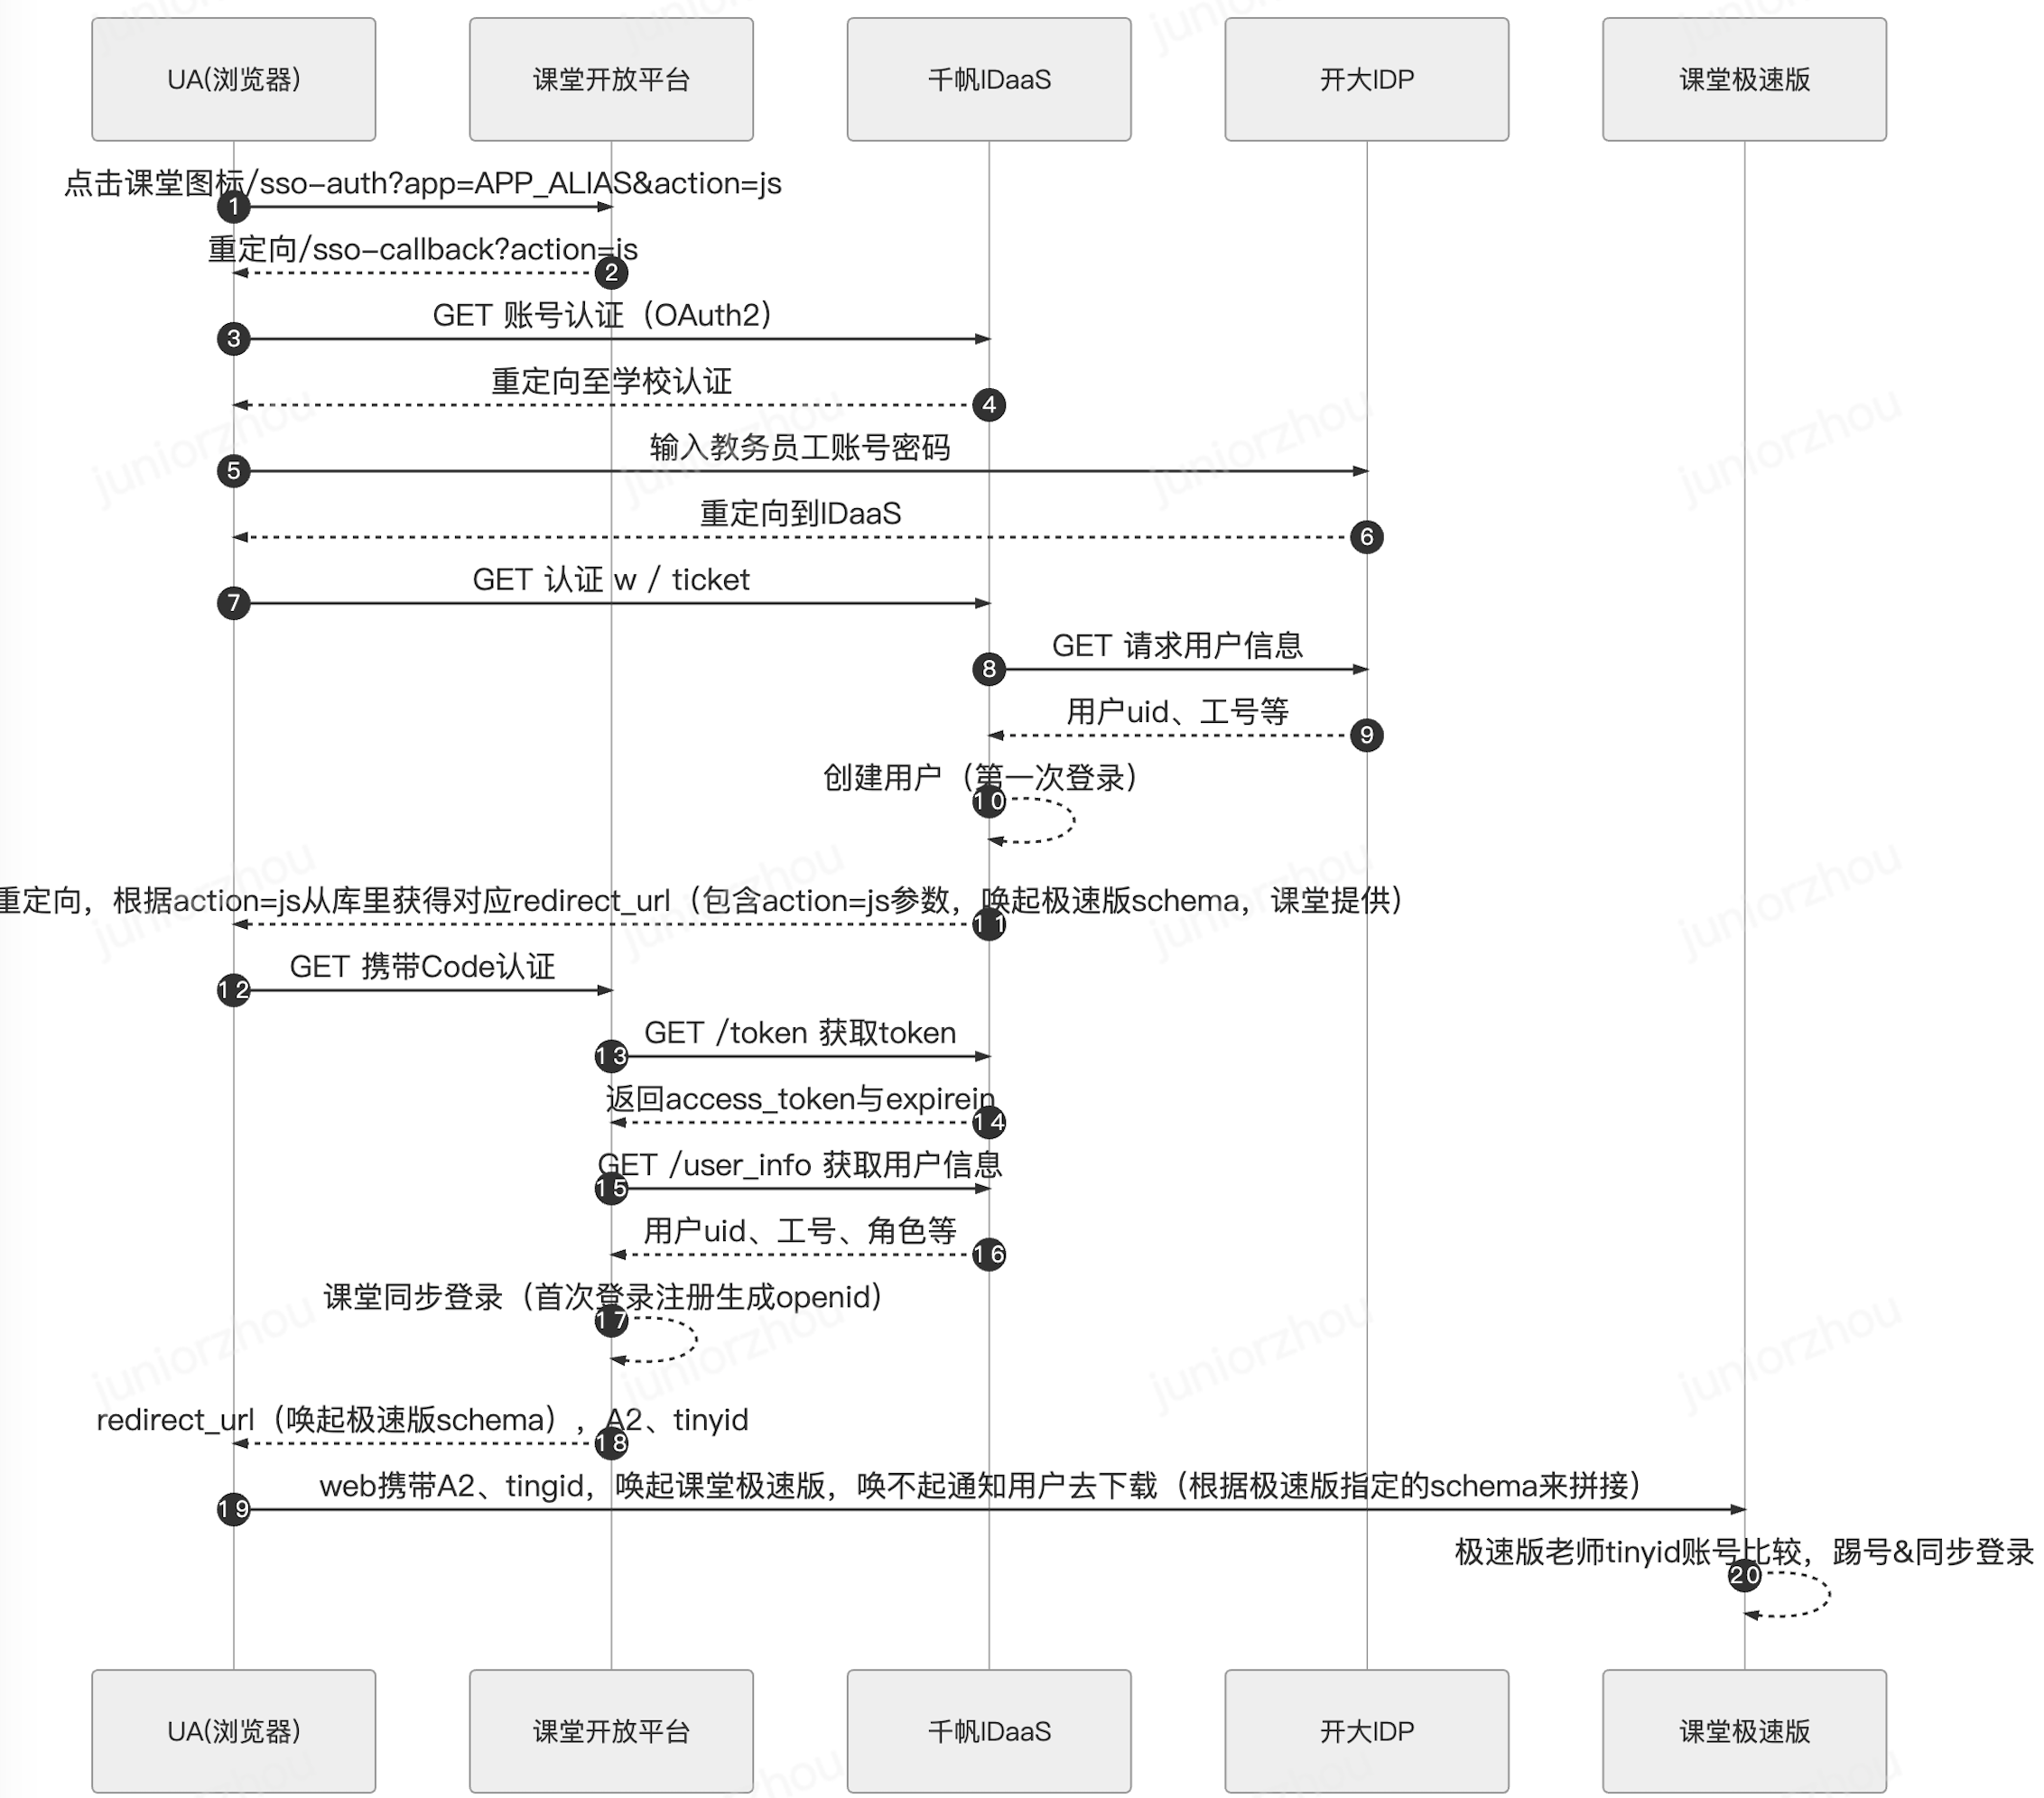 UA(浏览器)
课堂开放平台
千帆IDaaS
开大IDP
课堂极速版
点击课堂图标/sso-auth?app=APP_ALIAS&action=js
1
重定向/sso-callback?action=js
2
GET 账号认证（OAuth2）
3
重定向至学校认证
4
输入教务员工账号密码
5
重定向到IDaaS
6
GET 认证 w / ticket
7
GET 请求用户信息
8
用户uid、工号等
9
创建用户（第一次登录）
10
重定向，根据action=js从库里获得对应redirect_url（包含action=js参数，唤起极速版schema，课堂提供）
11
GET 携带Code认证
12
GET /token 获取token
13
返回access_token与expirein
14
GET /user_info 获取用户信息
15
用户uid、工号、角色等
16
课堂同步登录（首次登录注册生成openid）
17
redirect_url（唤起极速版schema），A2、tinyid
18
web携带A2、tingid，唤起课堂极速版，唤不起通知用户去下载（根据极速版指定的schema来拼接）
19
极速版老师tinyid账号比较，踢号&同步登录
20
UA(浏览器)
课堂开放平台
千帆IDaaS
开大IDP
课堂极速版
juniorzhou
juniorzhou
juniorzhou
juniorzhou
juniorzhou
juniorzhou
juniorzhou
juniorzhou
juniorzhou
juniorzhou
juniorzhou
juniorzhou